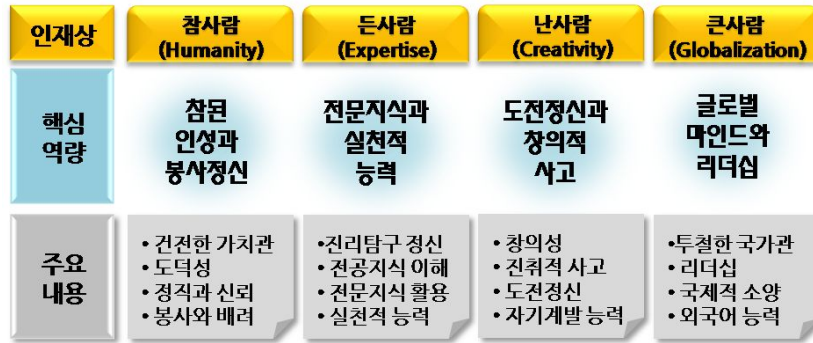 인재상
참사람
(Humanity)
든사람
(Expertise)
난사람
(Creativity)
큰사람
(Globalization)
핵심
역량
참된
인성과
봉사정신
전문지식과
실천적
능력
도전정신과
창의적
사고
글로벌
마인드와
리더십
주요
내용
• 건전한 가치관
• 도덕성
• 정직과 신뢰
• 봉사와 배려
•진리탐구 정신
• 전공지식 이해
• 전문지식 활용
• 실천적 능력
• 창의성
• 진취적 사고
• 도전정신
• 자기계발 능력
•투철한 국가관
• 리더십
• 국제적 소양
• 외국어 능력